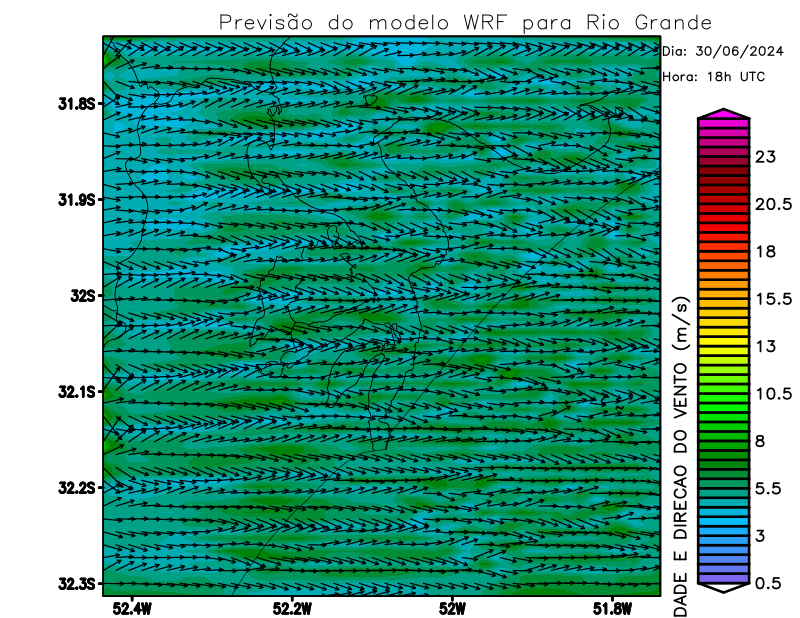 Previsão do modelo WRF para Rio Grande
Dia: 30/06/2024
Hora: 18h UTC
31.8S
31.9S
32S
32.1S
32.2S
32.3S
52.4W
52.2W
52W
51.8W
DADE E DIRECAO DO VENTO (m/s)
23
20.5
18
15.5
13
10.5
8
5.5
3
0.5